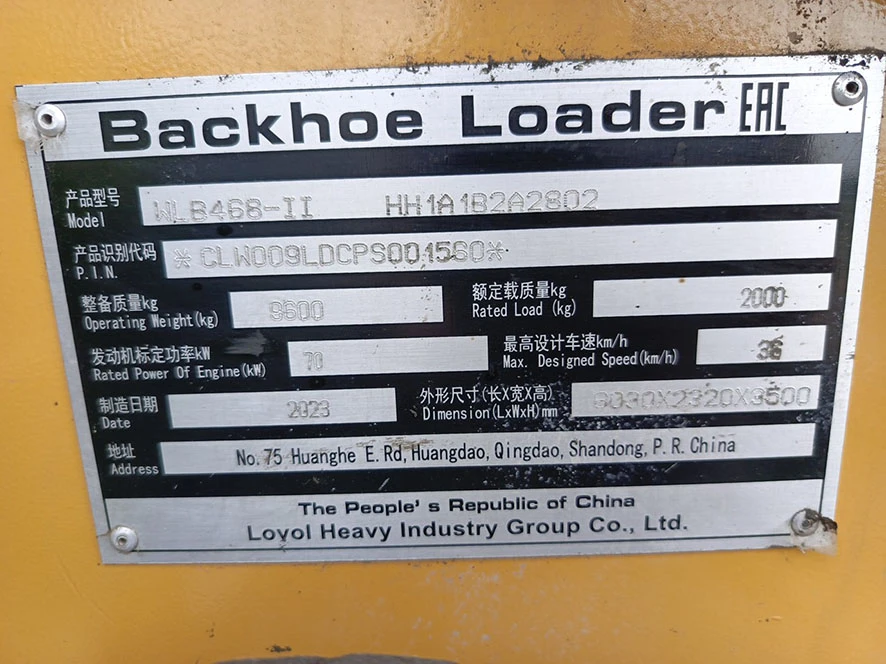 Backhoe Loader EAC
产品型号 Model WLB468-II HH1A1B2A2802
产品识别代码 P.I.N. *CLW009LDCPS001560*
整备质量kg Operating Weight(kg) 9600 额定载质量kg Rated Load (kg) 2000
发动机标定功率kW Rated Power Of Engine(kW) 70 最高设计车速km/h Max. Designed Speed(km/h) 36
制造日期 Date 2023 外形尺寸(长X宽X高) Dimension(LxWxH)mm 9030X2320X3500
地址 Address No.75 Huanghe E.Rd, Huangdao, Qingdao, Shandong, P.R.China
The People's Republic of China
Lovol Heavy Industry Group Co., Ltd.